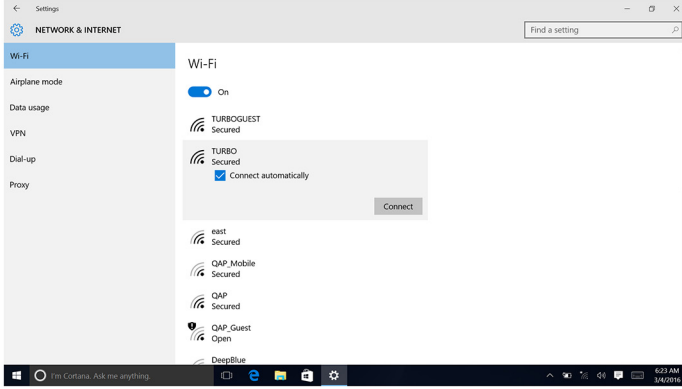 Settings
NETWORK & INTERNET
Find a setting
Wi-Fi
Airplane mode
Data usage
VPN
Dial-up
Proxy
Wi-Fi
On
TURBOGUEST
Secured
TURBO
Secured
Connect automatically
Connect
east
Secured
QAP_Mobile
Secured
QAP
Secured
QAP_Guest
Open
DeepBlue
I'm Cortana. Ask me anything.
6:23 AM
3/4/2016